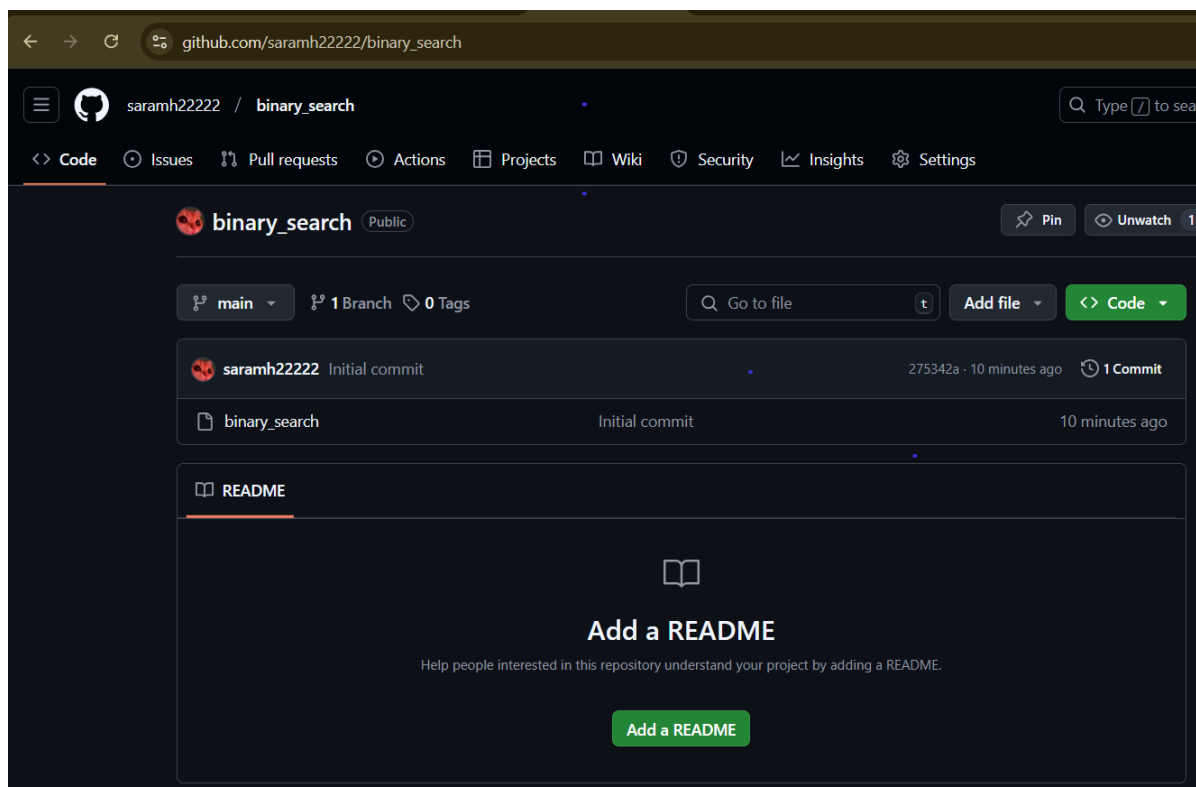 github.com/saramh22222/binary_search
saramh22222 / binary_search
Type / to sea
Code Issues Pull requests Actions Projects Wiki Security Insights Settings
binary_search Public
Pin Unwatch 1
main 1 Branch 0 Tags
Go to file t Add file Code
saramh22222 Initial commit 275342a · 10 minutes ago 1 Commit
binary_search Initial commit 10 minutes ago
README
Add a README
Help people interested in this repository understand your project by adding a README.
Add a README